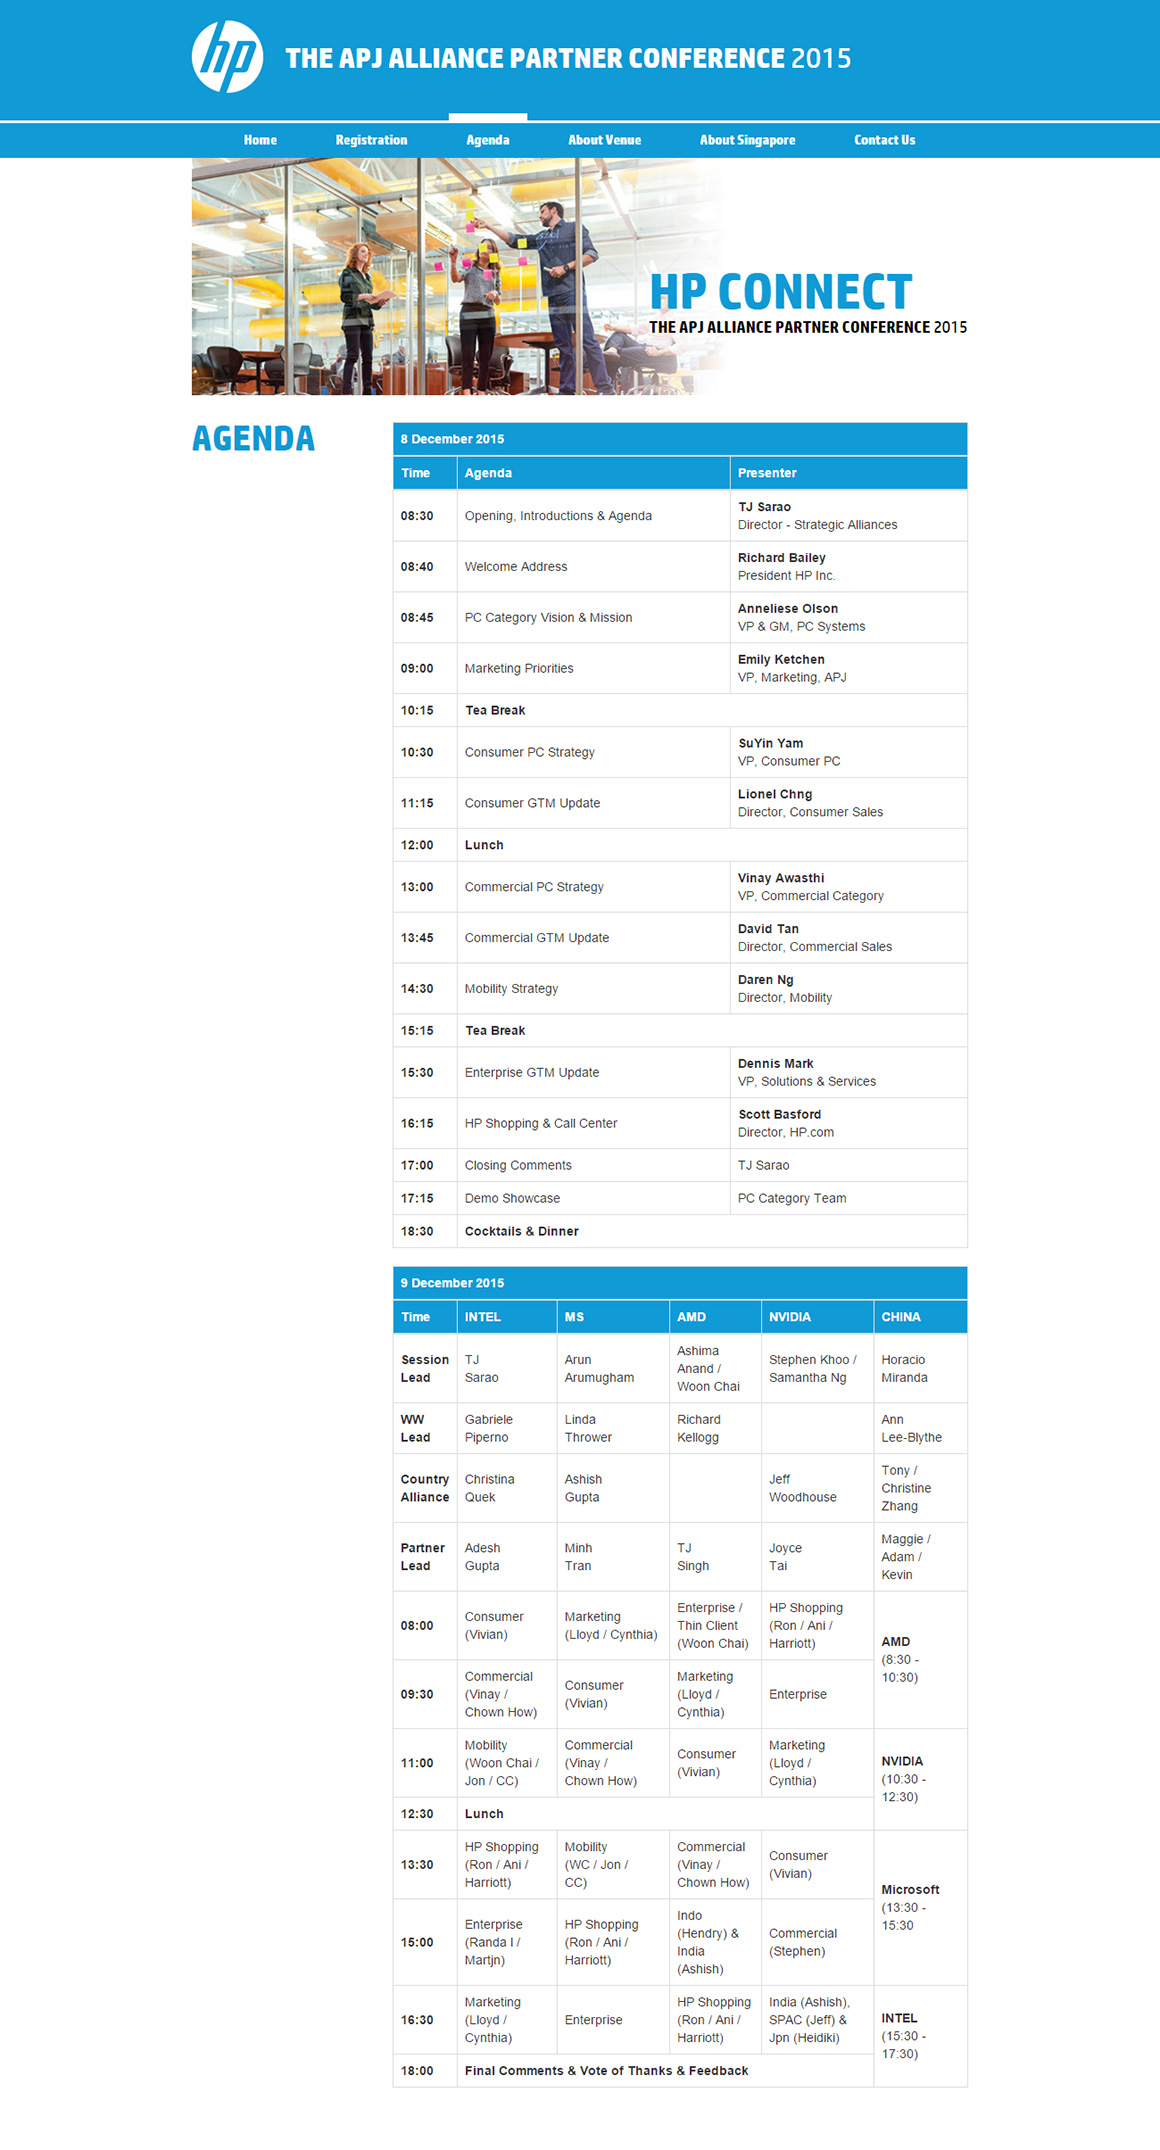 hp
THE APJ ALLIANCE PARTNER CONFERENCE 2015
Home Registration Agenda About Venue About Singapore Contact Us
HP CONNECT
THE APJ ALLIANCE PARTNER CONFERENCE 2015
AGENDA
8 December 2015
Time Agenda Presenter
08:30 Opening, Introductions & Agenda TJ Sarao
Director - Strategic Alliances
08:40 Welcome Address Richard Bailey
President HP Inc.
08:45 PC Category Vision & Mission Anneliese Olson
VP & GM, PC Systems
09:00 Marketing Priorities Emily Ketchen
VP, Marketing, APJ
10:15 Tea Break
10:30 Consumer PC Strategy SuYin Yam
VP, Consumer PC
11:15 Consumer GTM Update Lionel Chng
Director, Consumer Sales
12:00 Lunch
13:00 Commercial PC Strategy Vinay Awasthi
VP, Commercial Category
13:45 Commercial GTM Update David Tan
Director, Commercial Sales
14:30 Mobility Strategy Daren Ng
Director, Mobility
15:15 Tea Break
15:30 Enterprise GTM Update Dennis Mark
VP, Solutions & Services
16:15 HP Shopping & Call Center Scott Basford
Director, HP.com
17:00 Closing Comments TJ Sarao
17:15 Demo Showcase PC Category Team
18:30 Cocktails & Dinner
9 December 2015
Time INTEL MS AMD NVIDIA CHINA
Session
Lead
TJ
Sarao
Arun
Arumugham
Ashima
Anand /
Woon Chai
Stephen Khoo /
Samantha Ng
Horacio
Miranda
WW
Lead
Gabriele
Piperno
Linda
Thrower
Richard
Kellogg
Ann
Lee-Blythe
Country
Alliance
Christina
Quek
Ashish
Gupta
Jeff
Woodhouse
Tony /
Christine
Zhang
Partner
Lead
Adesh
Gupta
Minh
Tran
TJ
Singh
Joyce
Tai
Maggie /
Adam /
Kevin
08:00
Consumer
(Vivian)
Marketing
(Lloyd / Cynthia)
Enterprise /
Thin Client
(Woon Chai)
HP Shopping
(Ron / Ani /
Harriott)
AMD
(8:30 -
10:30)
09:30
Commercial
(Vinay /
Chown How)
Consumer
(Vivian)
Marketing
(Lloyd /
Cynthia)
Enterprise
11:00
Mobility
(Woon Chai /
Jon / CC)
Commercial
(Vinay /
Chown How)
Consumer
(Vivian)
Marketing
(Lloyd /
Cynthia)
NVIDIA
(10:30 -
12:30)
12:30 Lunch
13:30
HP Shopping
(Ron / Ani /
Harriott)
Mobility
(WC / Jon /
CC)
Commercial
(Vinay /
Chown How)
Consumer
(Vivian)
Microsoft
(13:30 -
15:30
15:00
Enterprise
(Randa l /
Martjn)
HP Shopping
(Ron / Ani /
Harriott)
Indo
(Hendry) &
India
(Ashish)
Commercial
(Stephen)
16:30
Marketing
(Lloyd /
Cynthia)
Enterprise
HP Shopping
(Ron / Ani /
Harriott)
India (Ashish),
SPAC (Jeff) &
Jpn (Heidiki)
INTEL
(15:30 -
17:30)
18:00 Final Comments & Vote of Thanks & Feedback